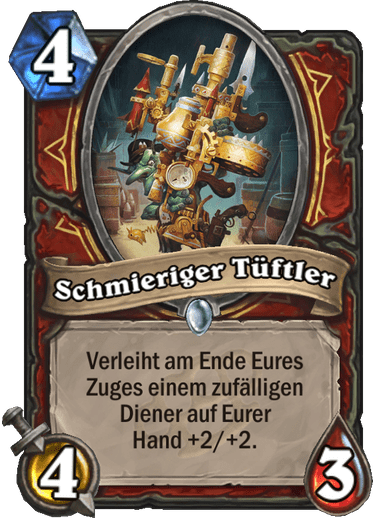 4
Schmieriger Tüftler
Verleiht am Ende Eures
Zuges einem zufälligen
Diener auf Eurer
Hand +2/+2.
4
3